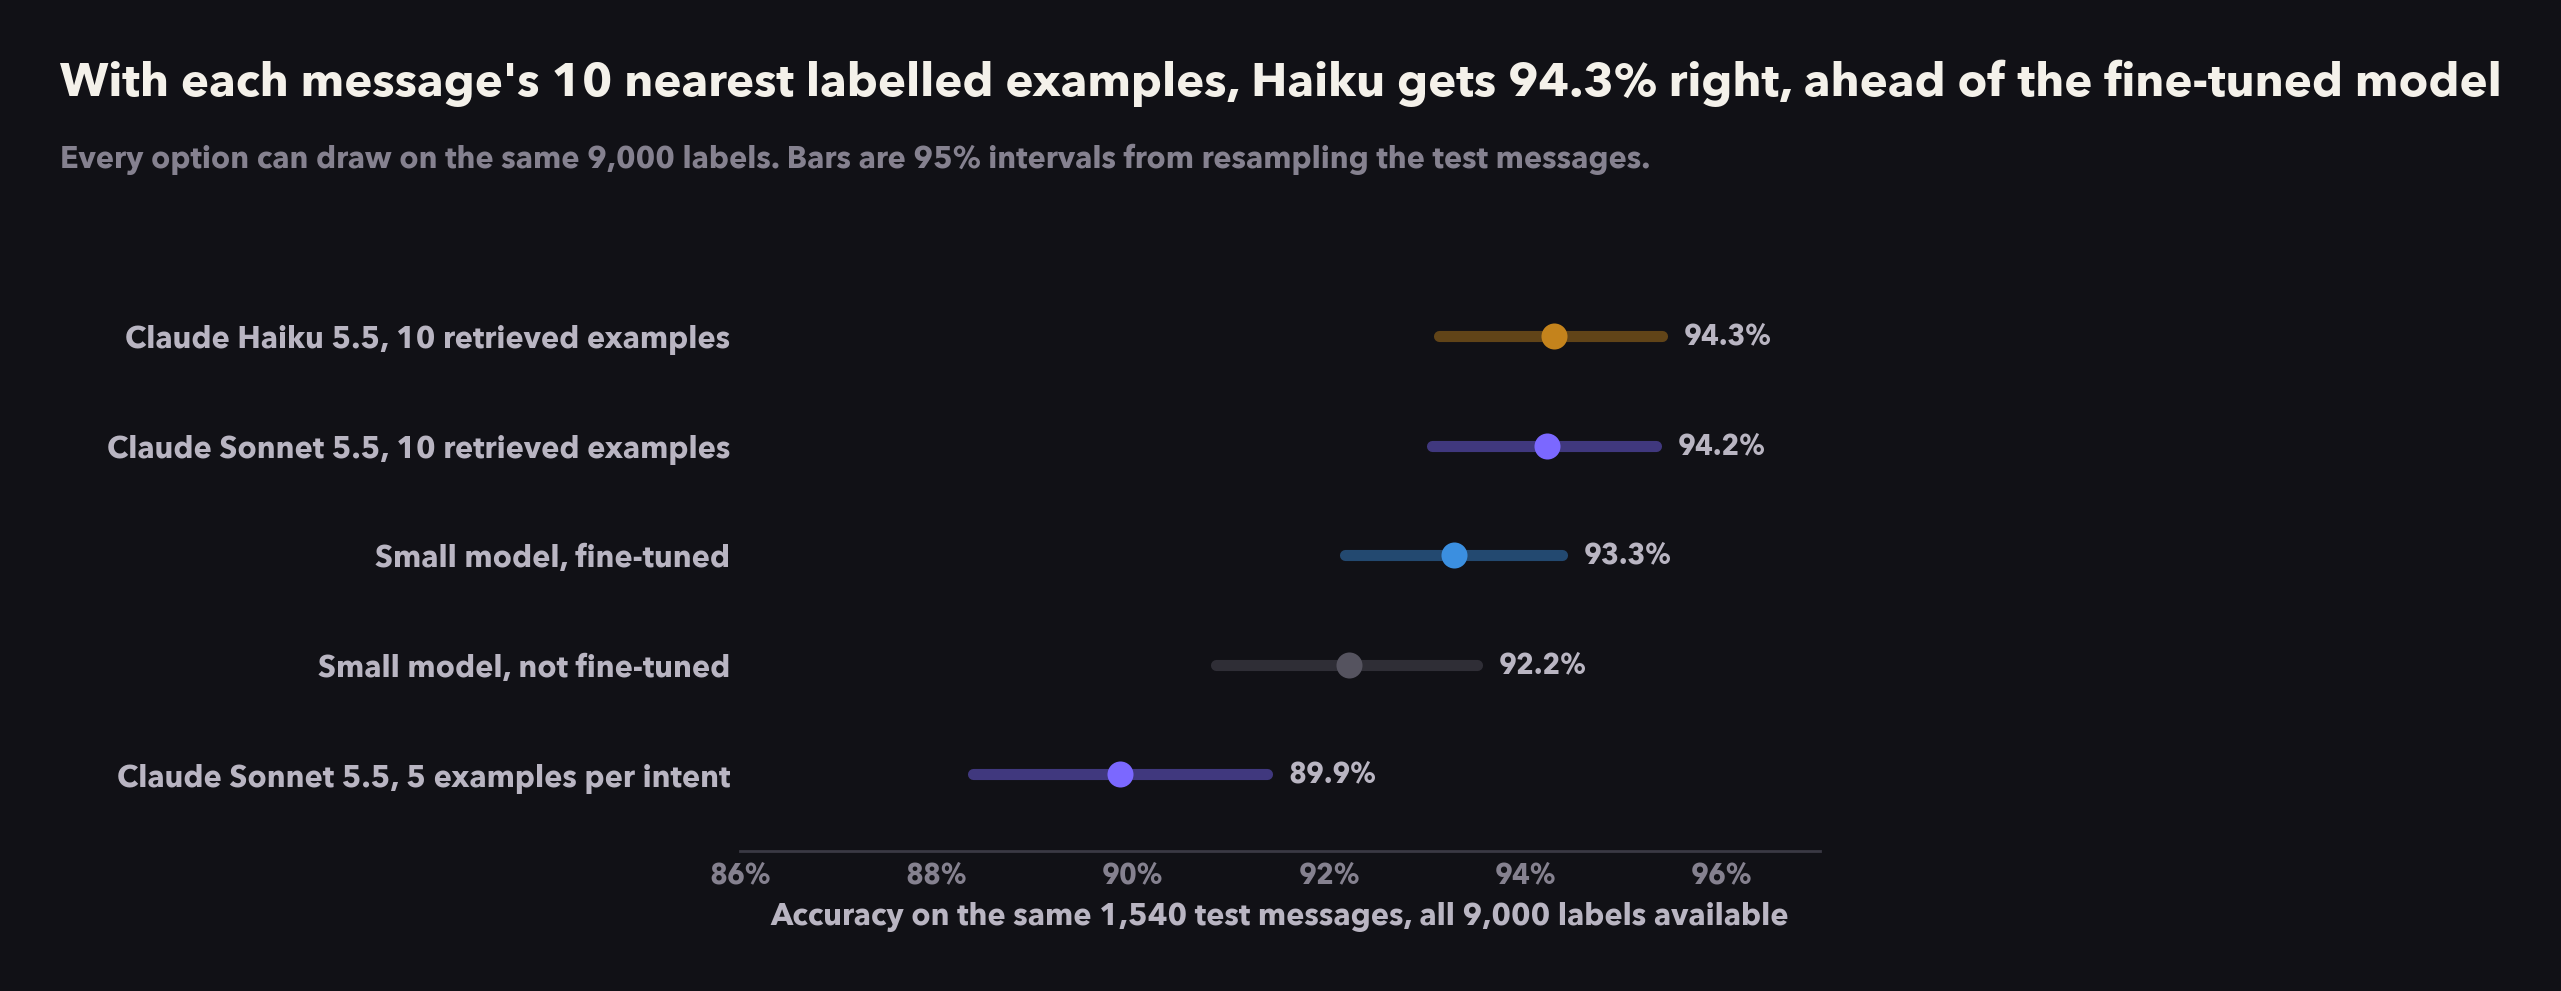 With each message's 10 nearest labelled examples, Haiku gets 94.3% right, ahead of the fine-tuned model
Every option can draw on the same 9,000 labels. Bars are 95% intervals from resampling the test messages.
Claude Haiku 5.5, 10 retrieved examples
94.3%
Claude Sonnet 5.5, 10 retrieved examples
94.2%
Small model, fine-tuned
93.3%
Small model, not fine-tuned
92.2%
Claude Sonnet 5.5, 5 examples per intent
89.9%
86% 88% 90% 92% 94% 96%
Accuracy on the same 1,540 test messages, all 9,000 labels available